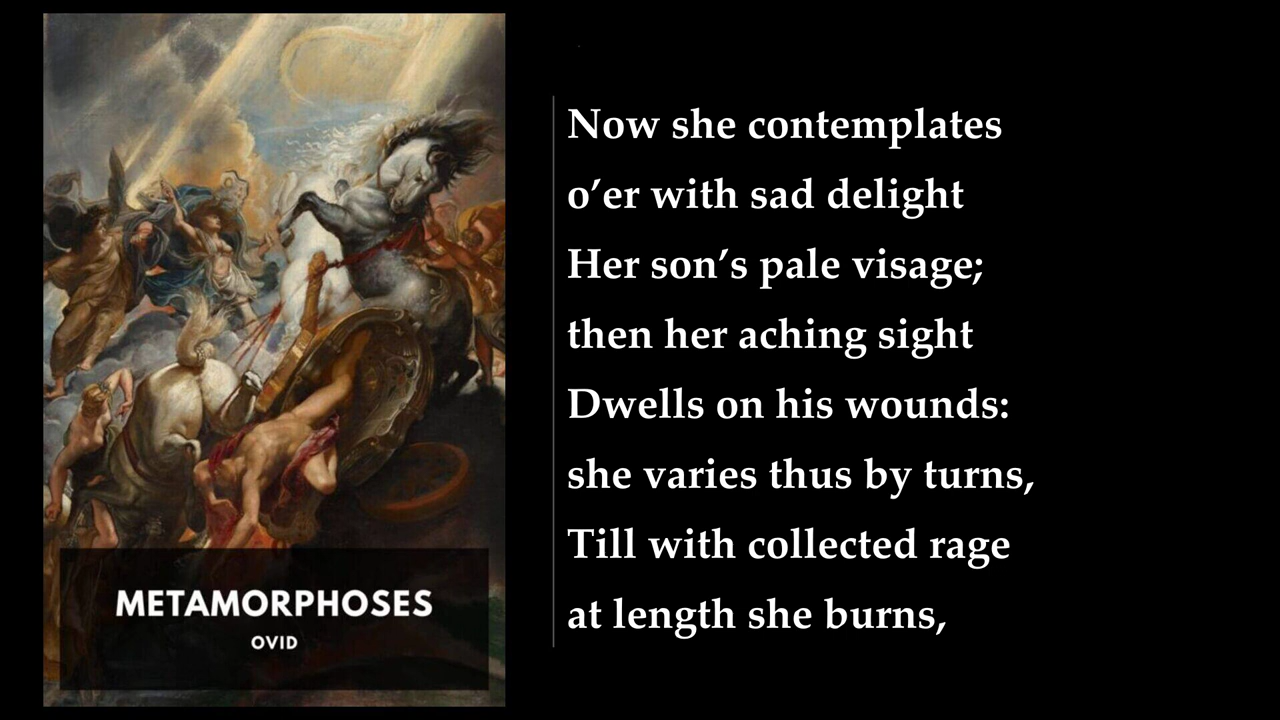 METAMORPHOSES
OVID
Now she contemplates
o’er with sad delight
Her son’s pale visage;
then her aching sight
Dwells on his wounds:
she varies thus by turns,
Till with collected rage
at length she burns,